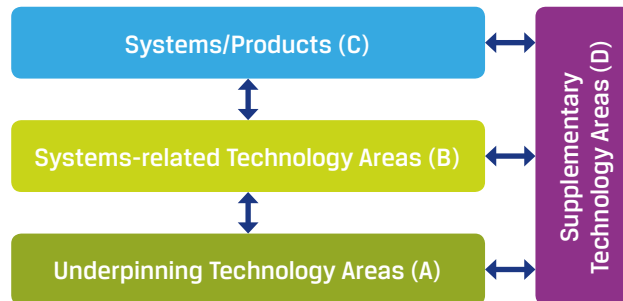 Systems/Products (C)
Systems-related Technology Areas (B)
Underpinning Technology Areas (A)
Supplementary
Technology Areas (D)